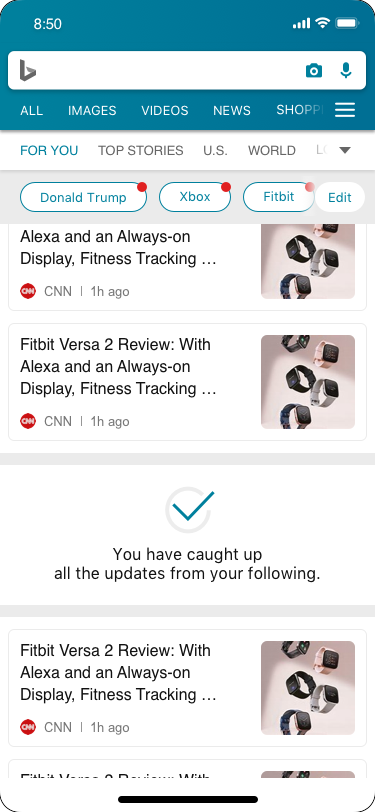 8:50
ALL IMAGES VIDEOS NEWS SHOPP
FOR YOU TOP STORIES U.S. WORLD
Donald Trump Xbox Fitbit Edit
Alexa and an Always-on
Display, Fitness Tracking ...
CNN CNN | 1h ago
Fitbit Versa 2 Review: With
Alexa and an Always-on
Display, Fitness Tracking ...
CNN CNN | 1h ago
You have caught up
all the updates from your following.
Fitbit Versa 2 Review: With
Alexa and an Always-on
Display, Fitness Tracking ...
CNN CNN | 1h ago
Fitbit Versa 2 Review: With